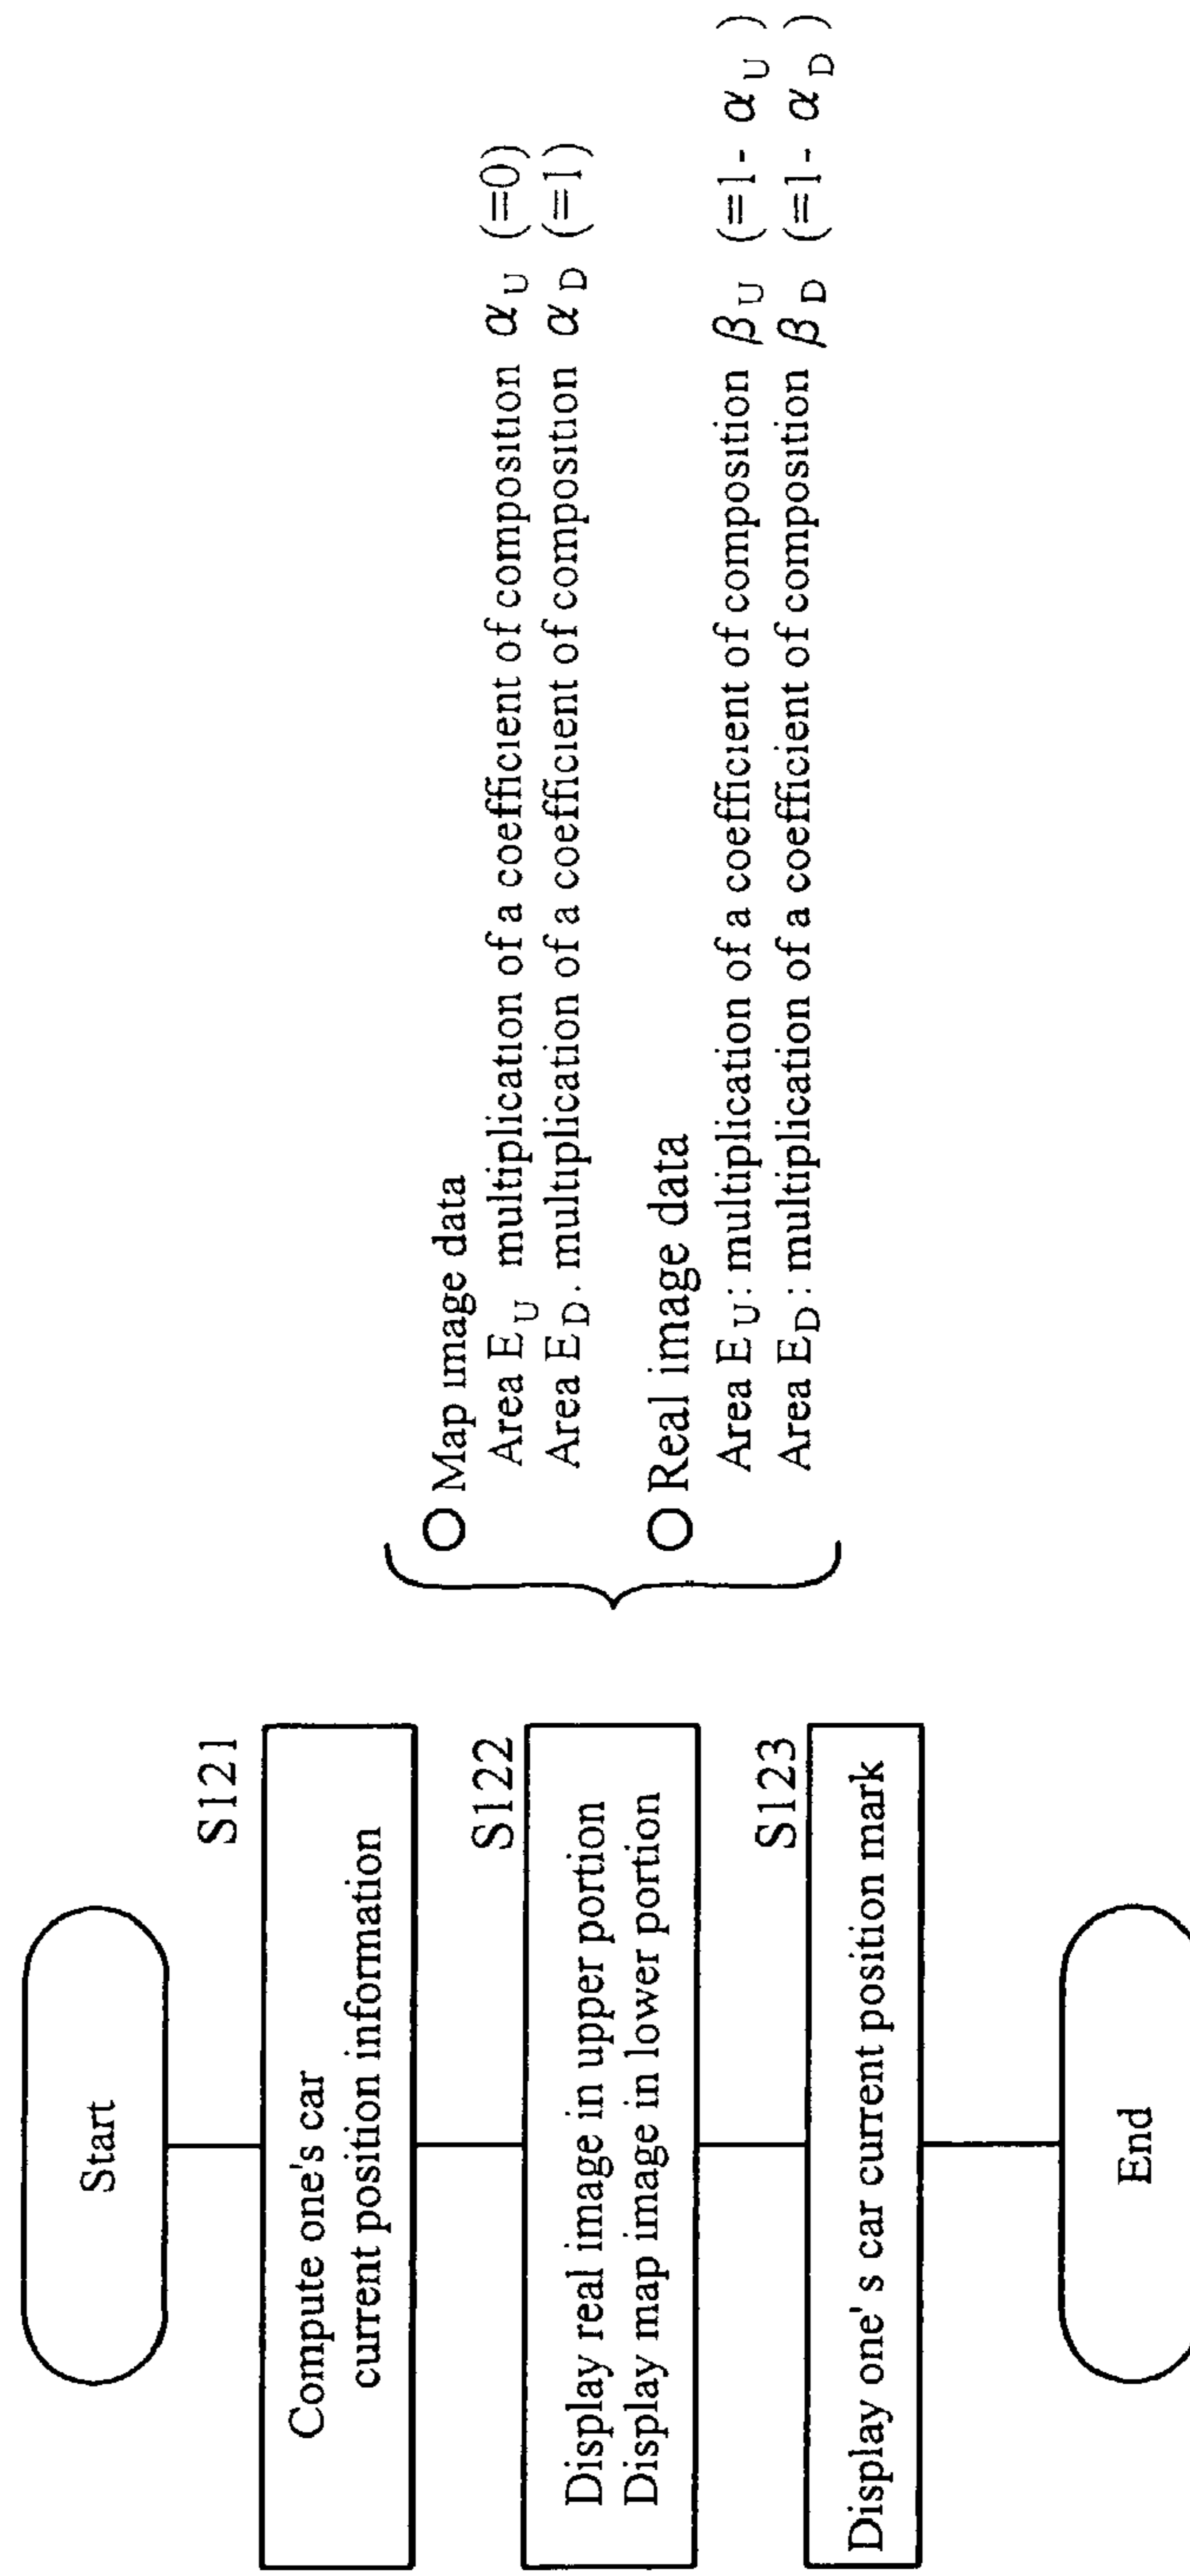 Start
S121
Compute one's car
current position information
S122
Display real image in upper portion
Display map image in lower portion
S123
Display one' s car current position mark
End
○ Map image data
Area E_U multiplication of a coefficient of composition α_U (=0)
Area E_D. multiplication of a coefficient of composition α_D (=1)
○ Real image data
Area E_U: multiplication of a coefficient of composition β_U (=1- α_U )
Area E_D: multiplication of a coefficient of composition β_D (=1- α_D )